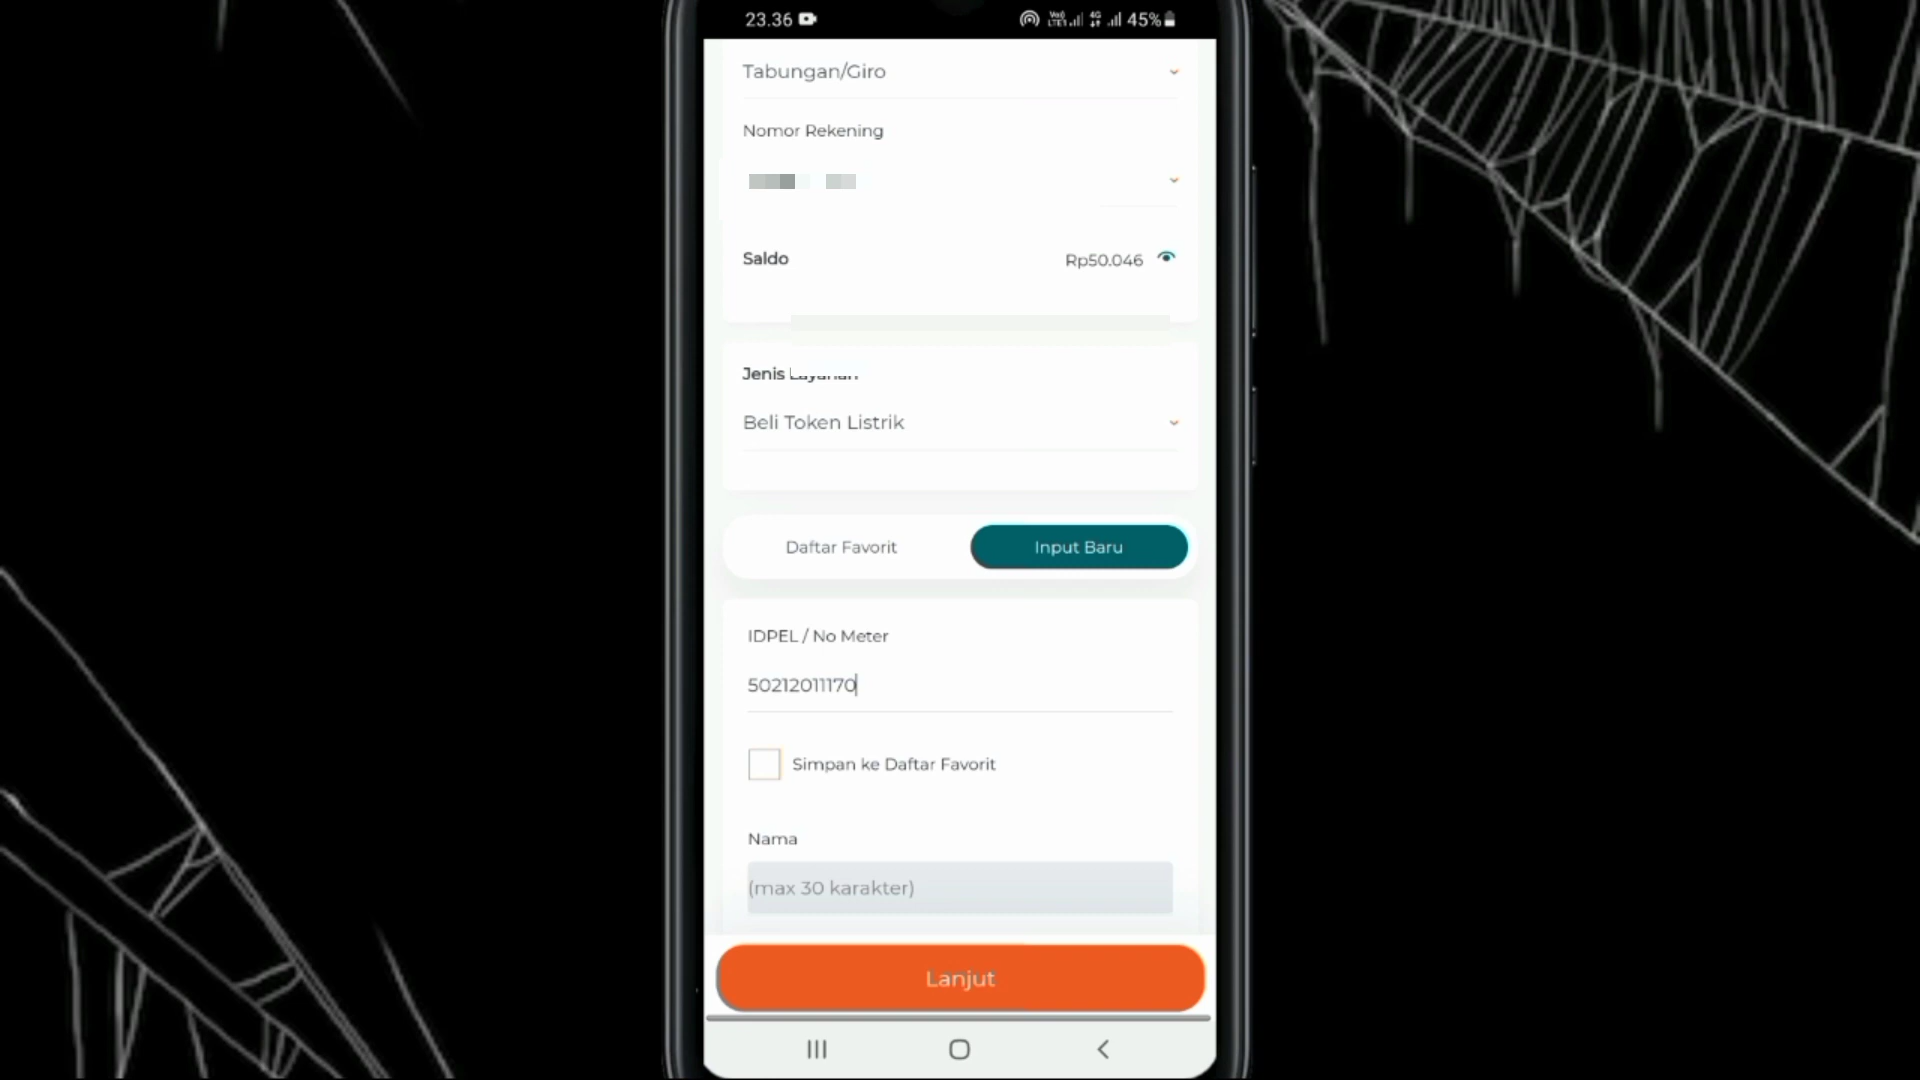 23.36 45%
Tabungan/Giro
Nomor Rekening
Saldo
Rp50.046
Jenis Layanan
Beli Token Listrik
Daftar Favorit
Input Baru
IDPEL / No Meter
50212011170
Simpan ke Daftar Favorit
Nama
(max 30 karakter)
Lanjut